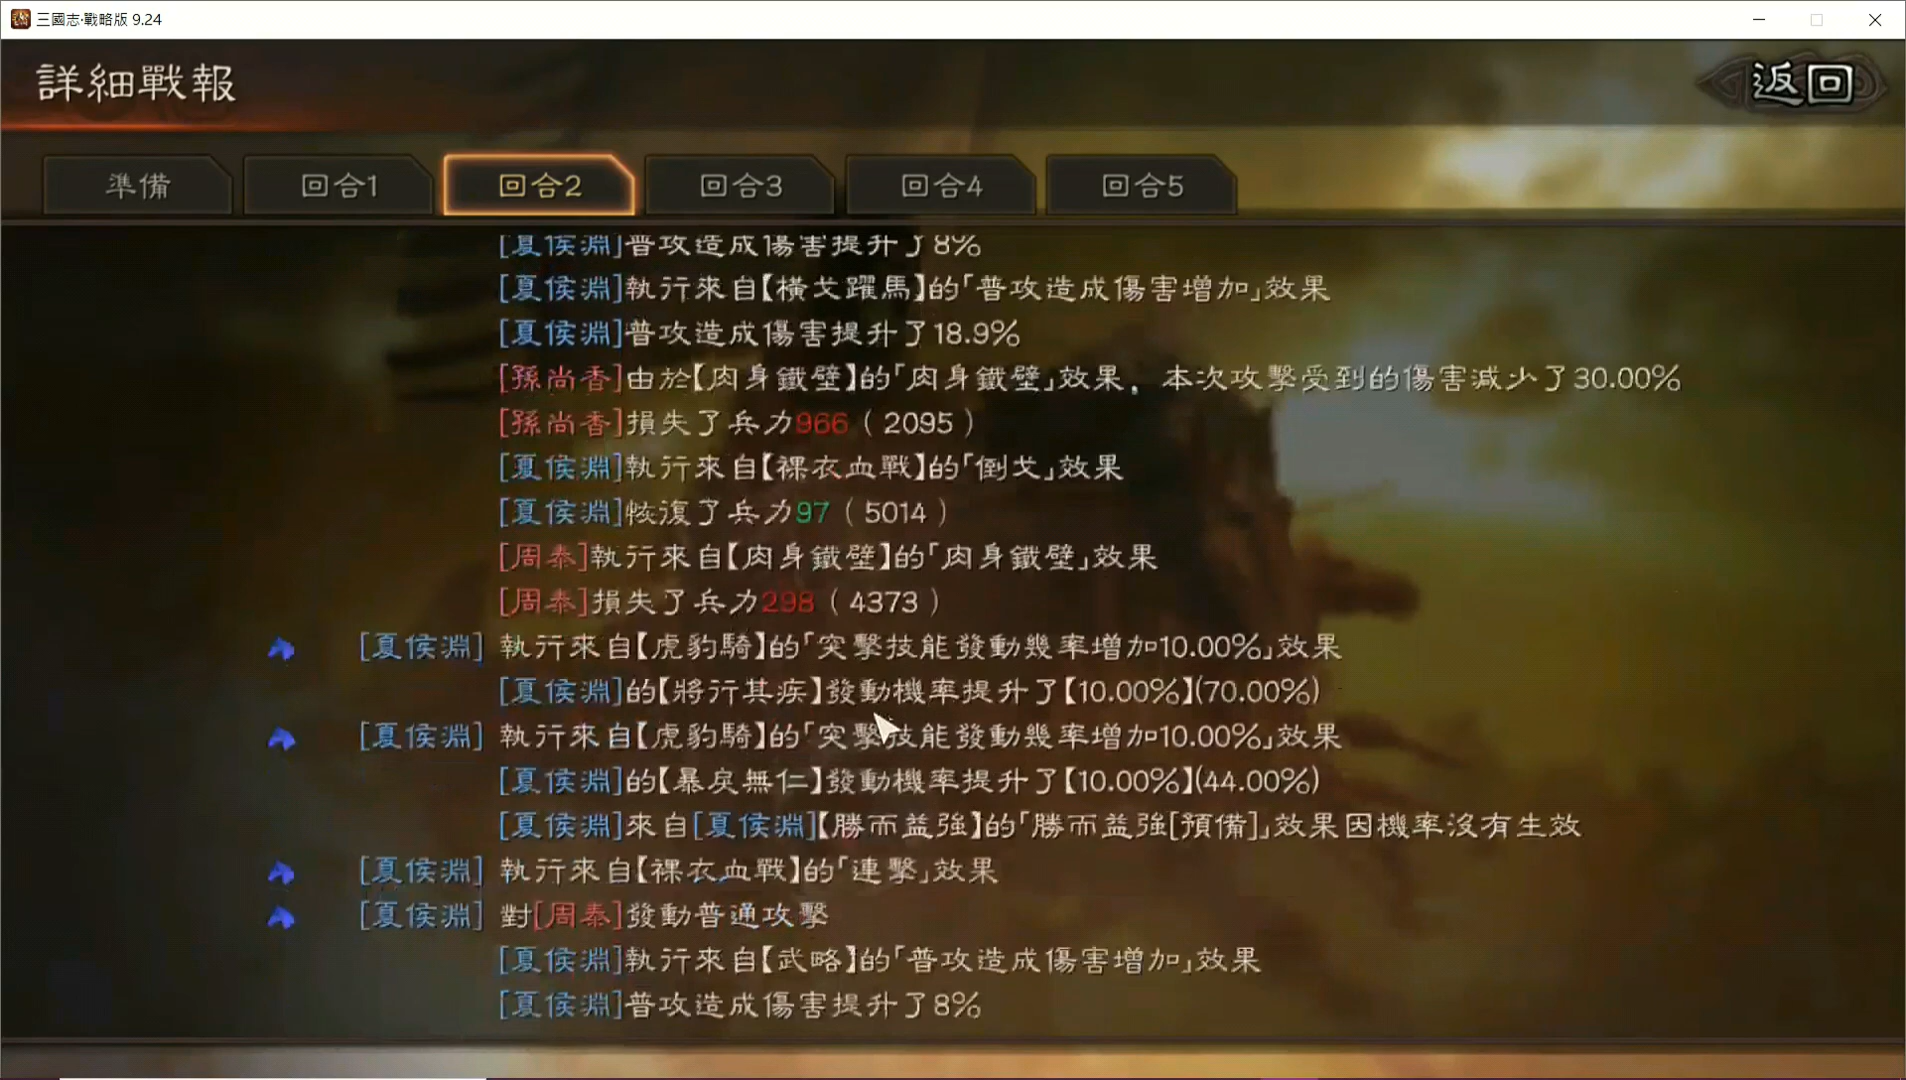 三國志·戰略版 9.24
詳細戰報
返回
準備
回合1
回合2
回合3
回合4
回合5
[夏侯淵]普攻造成傷害提升了8%
[夏侯淵]執行來自【橫戈躍馬】的「普攻造成傷害增加」效果
[夏侯淵]普攻造成傷害提升了18.9%
[孫尚香]由於【肉身鐵壁】的「肉身鐵壁」效果，本次攻擊受到的傷害減少了30.00%
[孫尚香]損失了兵力966（2095）
[夏侯淵]執行來自【裸衣血戰】的「倒戈」效果
[夏侯淵]恢復了兵力97（5014）
[周泰]執行來自【肉身鐵壁】的「肉身鐵壁」效果
[周泰]損失了兵力298（4373）
[夏侯淵] 執行來自【虎豹騎】的「突擊技能發動幾率增加10.00%」效果
[夏侯淵]的【將行其疾】發動機率提升了【10.00%】(70.00%)
[夏侯淵] 執行來自【虎豹騎】的「突擊技能發動幾率增加10.00%」效果
[夏侯淵]的【暴戾無仁】發動機率提升了【10.00%】(44.00%)
[夏侯淵]來自[夏侯淵]【勝而益強】的「勝而益強[預備]」效果因機率沒有生效
[夏侯淵] 執行來自【裸衣血戰】的「連擊」效果
[夏侯淵] 對[周泰]發動普通攻擊
[夏侯淵]執行來自【武略】的「普攻造成傷害增加」效果
[夏侯淵]普攻造成傷害提升了8%